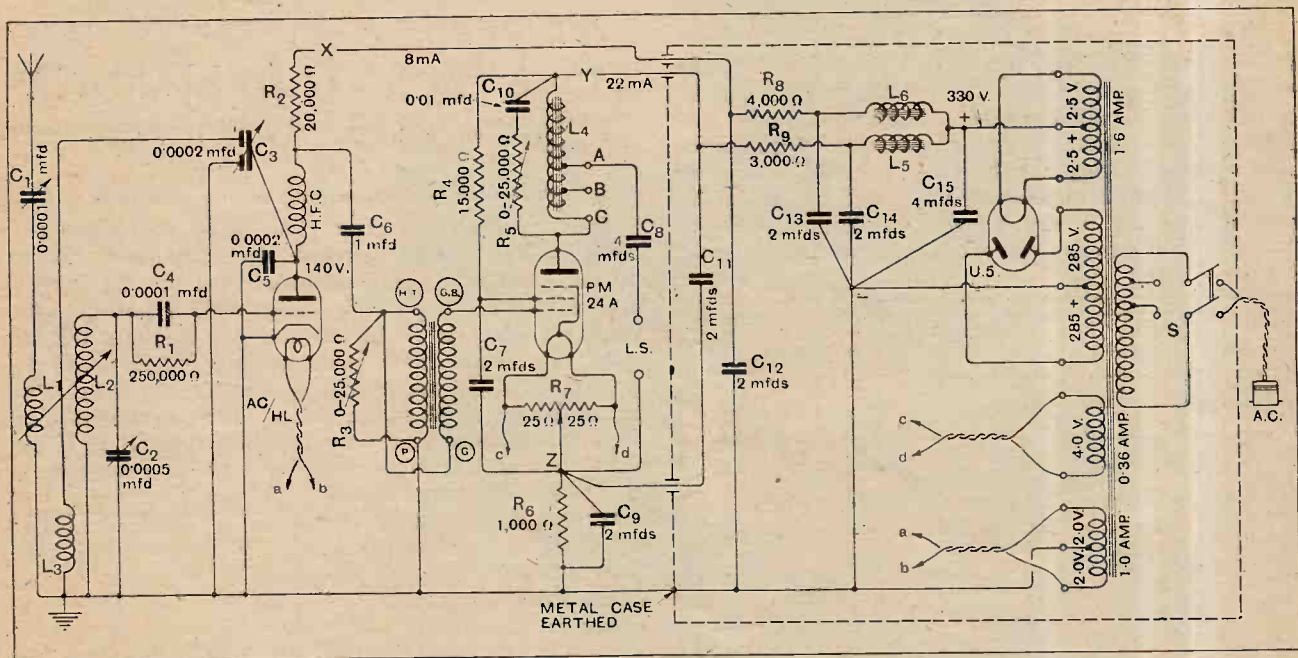 C1
0·0001 mfd
L1
L2
L3
C2
0·0005
mfd
C4
0·0001 mfd
R1
250,000 Ω
0·0002 mfd
C3
R2
20,000 Ω
X
8mA
H.F.C
0·0002
mfd
C5
140V.
AC/HL
a
b
C6
1 mfd
R3
0-25,000 Ω
H.T.
G.B.
P
G
R4
15,000 Ω
C10
0·01 mfd
R5
0-25,000 Ω
Y
22 mA
L4
A
B
C
C8
4
mfds
PM
24 A
C7
2 mfds
L.S.
R7
25Ω 25Ω
c
d
Z
R6
1,000 Ω
C9
2 mfds
C11
2 mfds
C12
2 mfds
METAL CASE
EARTHED
R8
4,000 Ω
R9
3,000 Ω
L6
L5
+
330 V.
C13
2 mfds
C14
2 mfds
C15
4 mfds
-
U.5
2·5 + 2·5 V
1·6 AMP.
285 + 285 V.
S
A.C.
c
d
4·0 V.
0·36 AMP.
a
b
2·0V. 2·0V.
1·0 AMP.